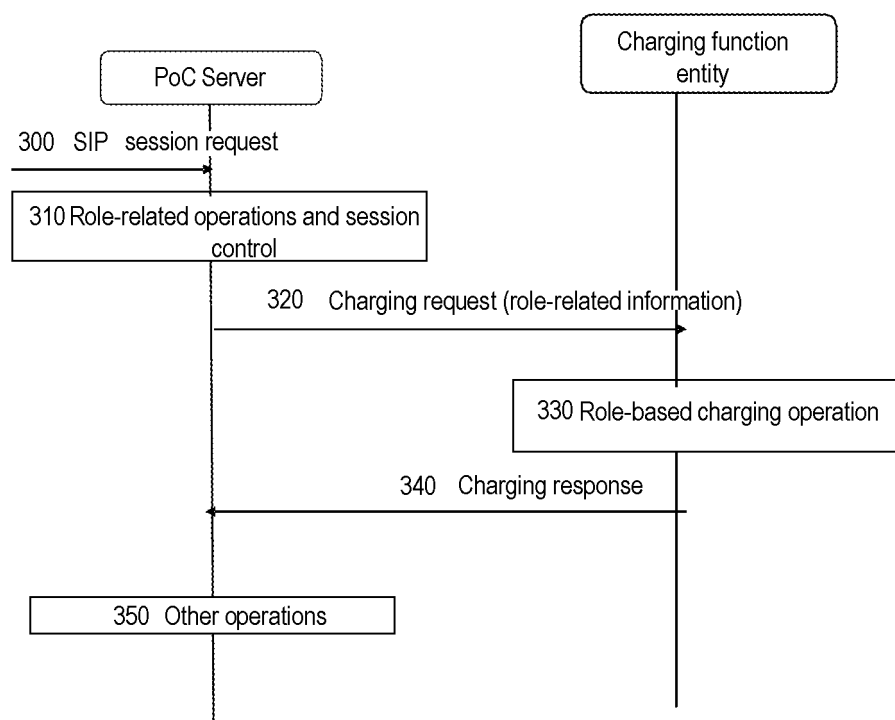 Charging function
entity
PoC Server
300 SIP session request
310 Role-related operations and session
control
320 Charging request (role-related information)
330 Role-based charging operation
340 Charging response
350 Other operations